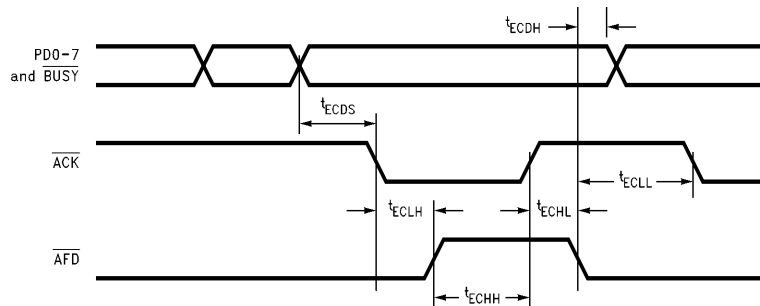 tECDH
PD0-7
and BUSY
tECDS
ACK
tECLL
tECLH
tECHL
AFD
tECHH